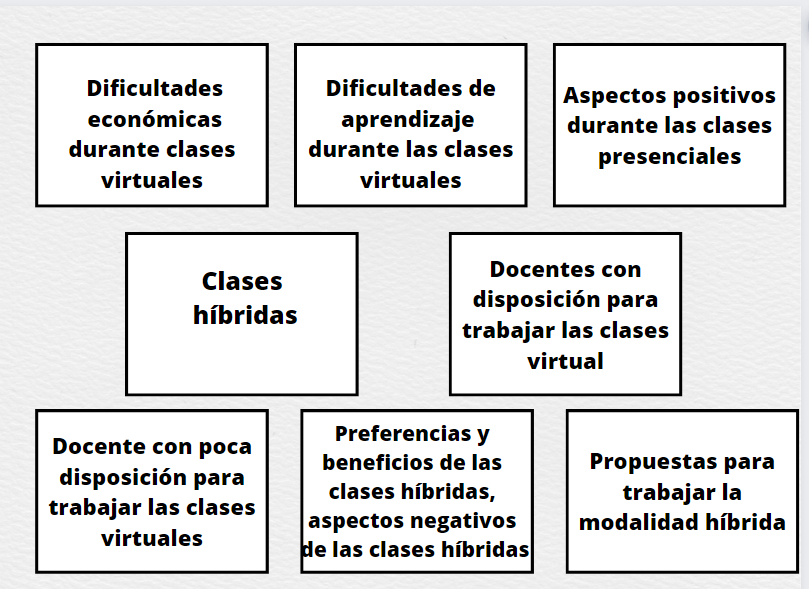 Dificultades
económicas
durante clases
virtuales
Dificultades de
aprendizaje
durante las clases
virtuales
Aspectos positivos
durante las clases
presenciales
Clases
híbridas
Docentes con
disposición para
trabajar las clases
virtual
Docente con poca
disposición para
trabajar las clases
virtuales
Preferencias y
beneficios de las
clases híbridas,
aspectos negativos
de las clases híbridas
Propuestas para
trabajar la
modalidad híbrida